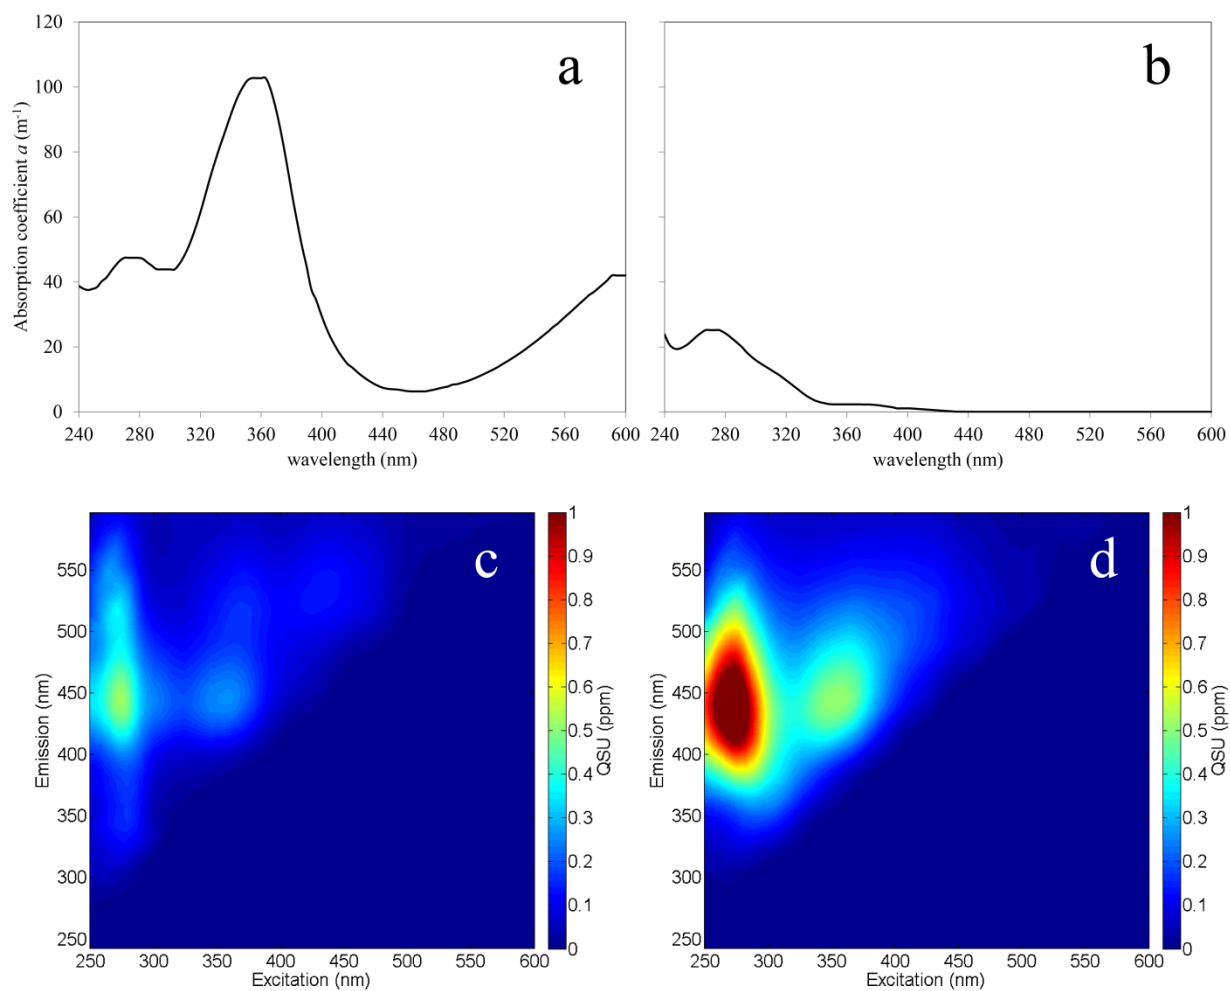 120
100
80
60
40
20
0
Absorption coefficient a (m⁻¹)
a
240 280 320 360 400 440 480 520 560 600
wavelength (nm)
b
240 280 320 360 400 440 480 520 560 600
wavelength (nm)
c
550
500
450
400
350
300
250
Emission (nm)
250 300 350 400 450 500 550 600
Excitation (nm)
1
0.9
0.8
0.7
0.6
0.5
0.4
0.3
0.2
0.1
0
QSU (ppm)
d
550
500
450
400
350
300
250
Emission (nm)
250 300 350 400 450 500 550 600
Excitation (nm)
1
0.9
0.8
0.7
0.6
0.5
0.4
0.3
0.2
0.1
0
QSU (ppm)